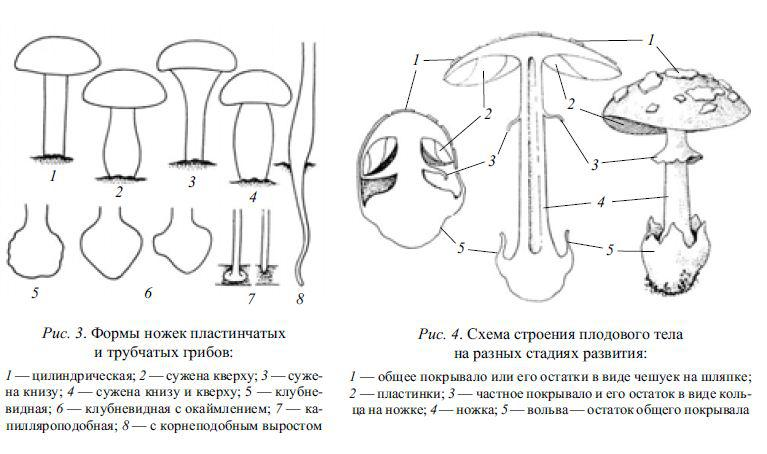 1
2
3
4
5
6
7
8
Рис. 3. Формы ножек пластинчатых
и трубчатых грибов:
1 — цилиндрическая; 2 — сужена кверху; 3 — суже-
на книзу; 4 — сужена книзу и кверху; 5 — клубне-
видная; 6 — клубневидная с окаймлением; 7 — ка-
пилляроподобная; 8 — с корнеподобным выростом
1
1
2
2
3
3
4
5
5
Рис. 4. Схема строения плодового тела
на разных стадиях развития:
1 — общее покрывало или его остатки в виде чешуек на шляпке;
2 — пластинки; 3 — частное покрывало и его остаток в виде коль-
ца на ножке; 4 — ножка; 5 — вольва — остаток общего покрывала